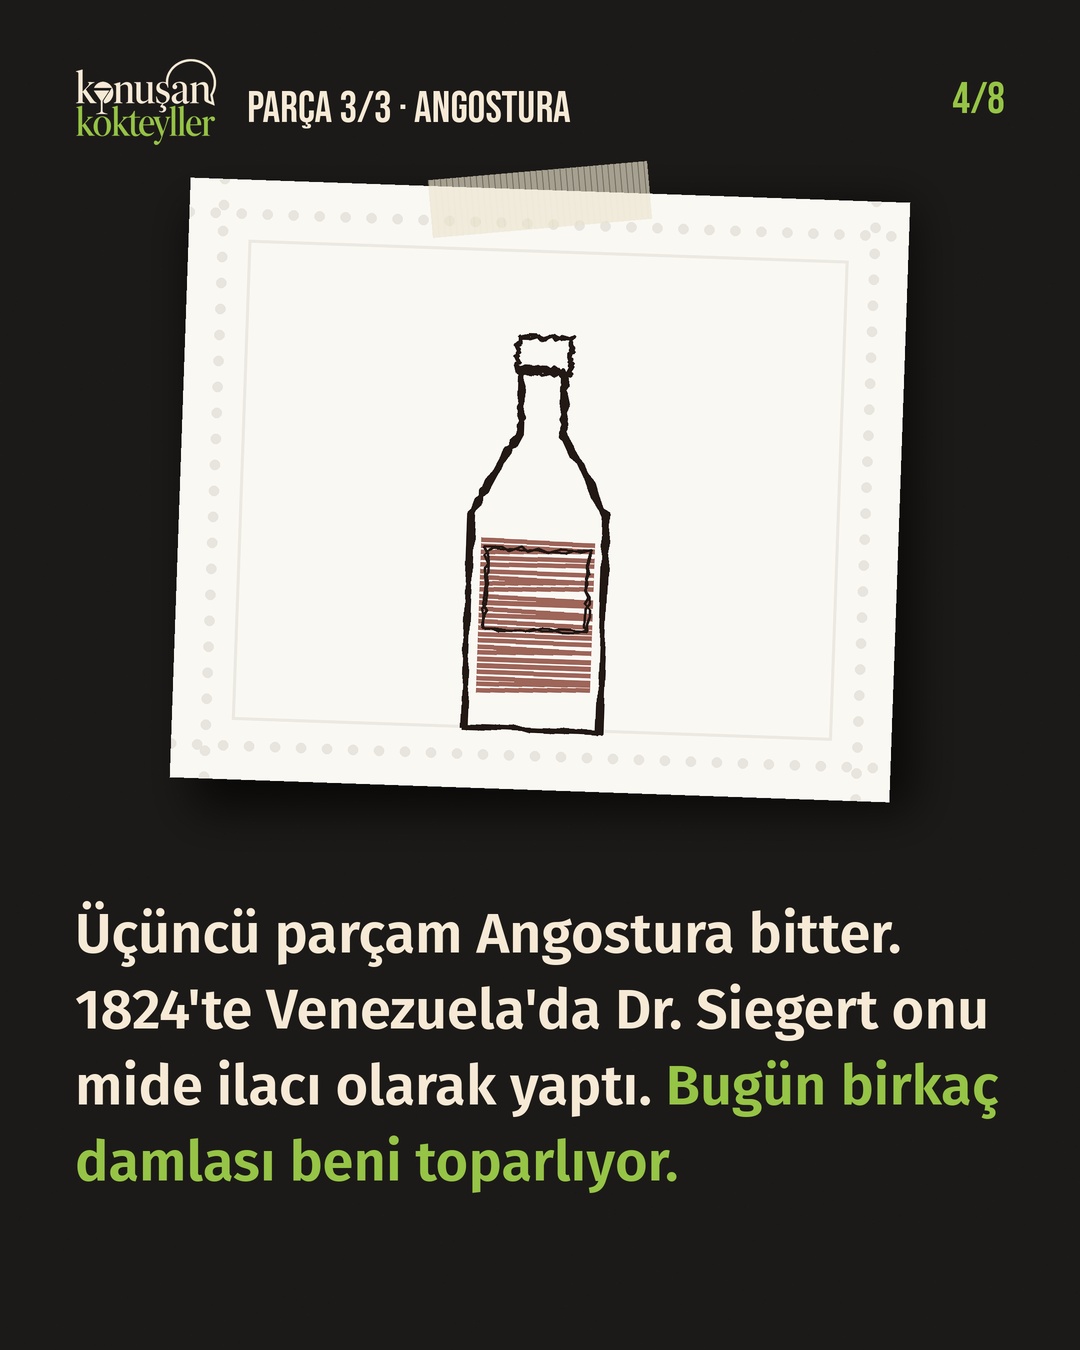 konuşan
kokteyller
PARÇA 3/3 · ANGOSTURA
4/8
Üçüncü parçam Angostura bitter.
1824'te Venezuela'da Dr. Siegert onu
mide ilacı olarak yaptı. Bugün birkaç
damlası beni toparlıyor.